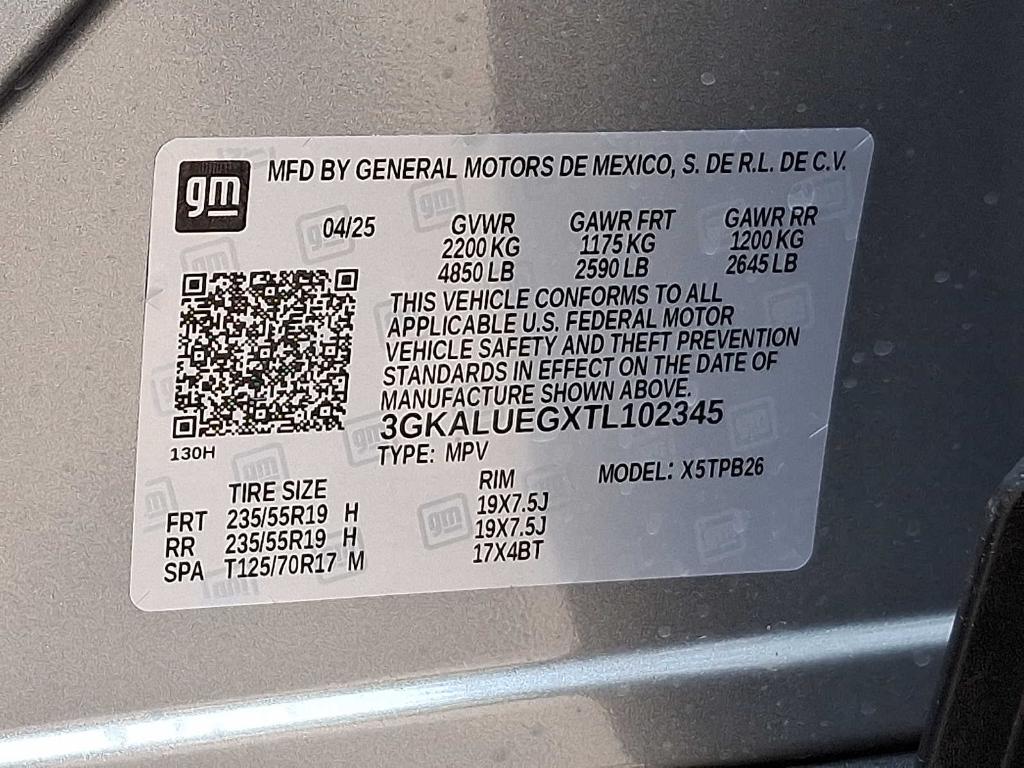 gm
MFD BY GENERAL MOTORS DE MEXICO, S. DE R.L. DE C.V.
04/25 GVWR GAWR FRT GAWR RR
2200 KG 1175 KG 1200 KG
4850 LB 2590 LB 2645 LB
THIS VEHICLE CONFORMS TO ALL
APPLICABLE U.S. FEDERAL MOTOR
VEHICLE SAFETY AND THEFT PREVENTION
STANDARDS IN EFFECT ON THE DATE OF
MANUFACTURE SHOWN ABOVE.
3GKALUEGXTL102345
130H
TYPE: MPV MODEL: X5TPB26
TIRE SIZE RIM
FRT 235/55R19 H 19X7.5J
RR 235/55R19 H 19X7.5J
SPA T125/70R17 M 17X4BT